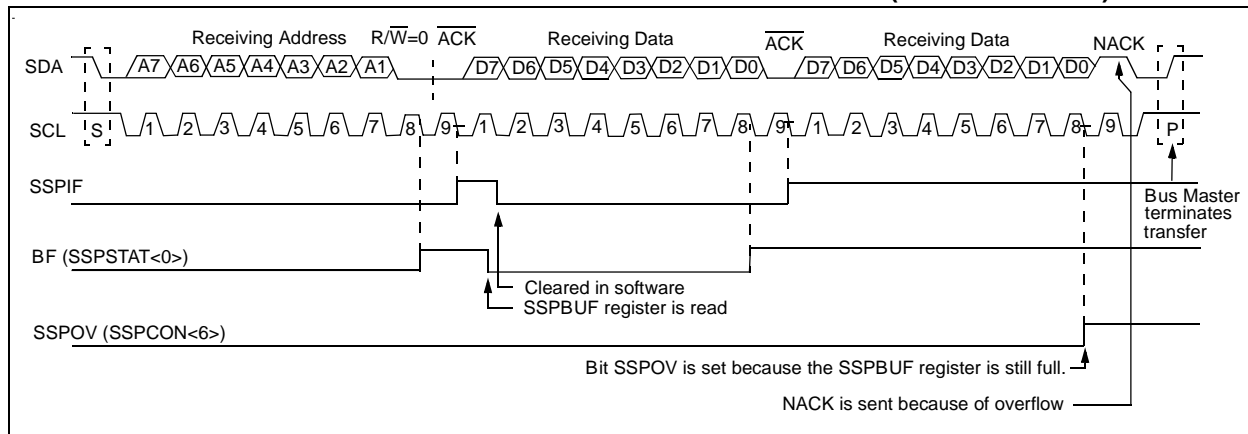 Receiving Address R/W=0 ACK Receiving Data ACK Receiving Data NACK
SDA A7 A6 A5 A4 A3 A2 A1 D7 D6 D5 D4 D3 D2 D1 D0 D7 D6 D5 D4 D3 D2 D1 D0
SCL S 1 2 3 4 5 6 7 8 9 1 2 3 4 5 6 7 8 9 1 2 3 4 5 6 7 8 9 P
SSPIF
Bus Master
terminates
transfer
BF (SSPSTAT<0>)
Cleared in software
SSPBUF register is read
SSPOV (SSPCON<6>)
Bit SSPOV is set because the SSPBUF register is still full.
NACK is sent because of overflow